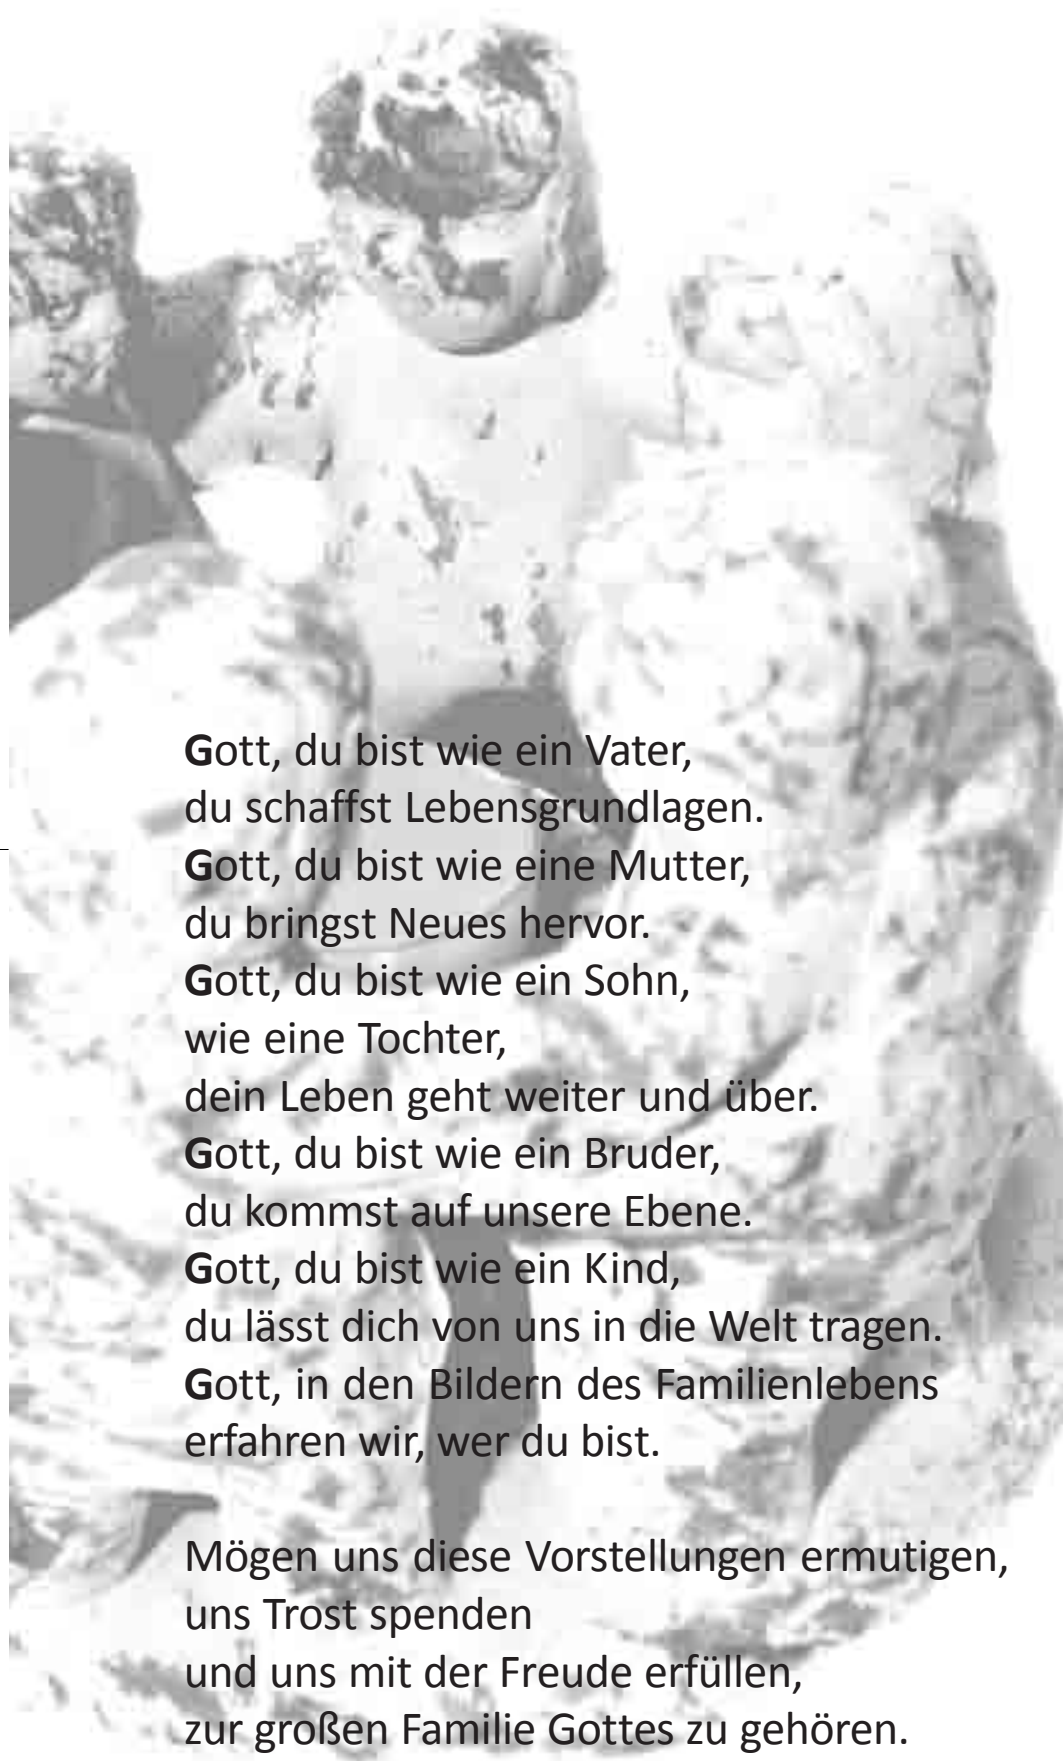 Gott, du bist wie ein Vater,
du schaffst Lebensgrundlagen.
Gott, du bist wie eine Mutter,
du bringst Neues hervor.
Gott, du bist wie ein Sohn,
wie eine Tochter,
dein Leben geht weiter und über.
Gott, du bist wie ein Bruder,
du kommst auf unsere Ebene.
Gott, du bist wie ein Kind,
du lässt dich von uns in die Welt tragen.
Gott, in den Bildern des Familienlebens
erfahren wir, wer du bist.

Mögen uns diese Vorstellungen ermutigen,
uns Trost spenden
und uns mit der Freude erfüllen,
zur großen Familie Gottes zu gehören.